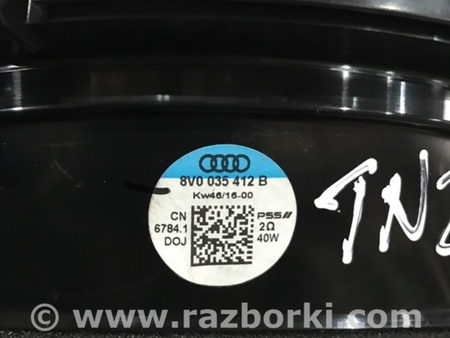 8V0 035 412 B
Kw46/16-00
CN PSS//
6784.1 2Ω
DOJ 40W
© www.razborki.com